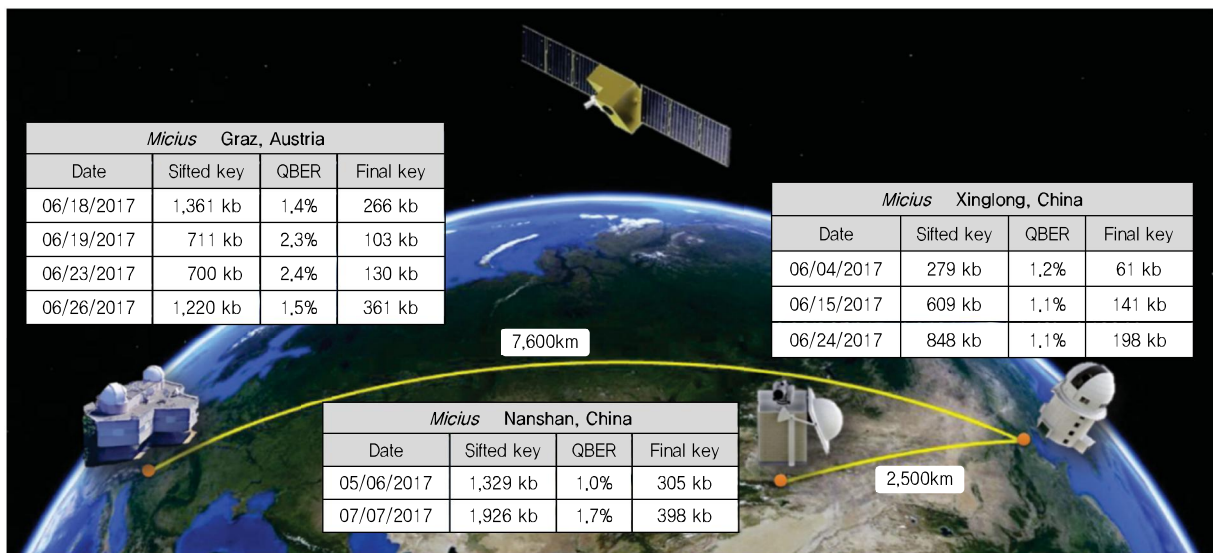 Micius Graz, Austria
Date Sifted key QBER Final key
06/18/2017 1,361 kb 1.4% 266 kb
06/19/2017 711 kb 2.3% 103 kb
06/23/2017 700 kb 2.4% 130 kb
06/26/2017 1,220 kb 1.5% 361 kb
Micius Xinglong, China
Date Sifted key QBER Final key
06/04/2017 279 kb 1.2% 61 kb
06/15/2017 609 kb 1.1% 141 kb
06/24/2017 848 kb 1.1% 198 kb
7,600km
Micius Nanshan, China
Date Sifted key QBER Final key
05/06/2017 1,329 kb 1.0% 305 kb
07/07/2017 1,926 kb 1.7% 398 kb
2,500km